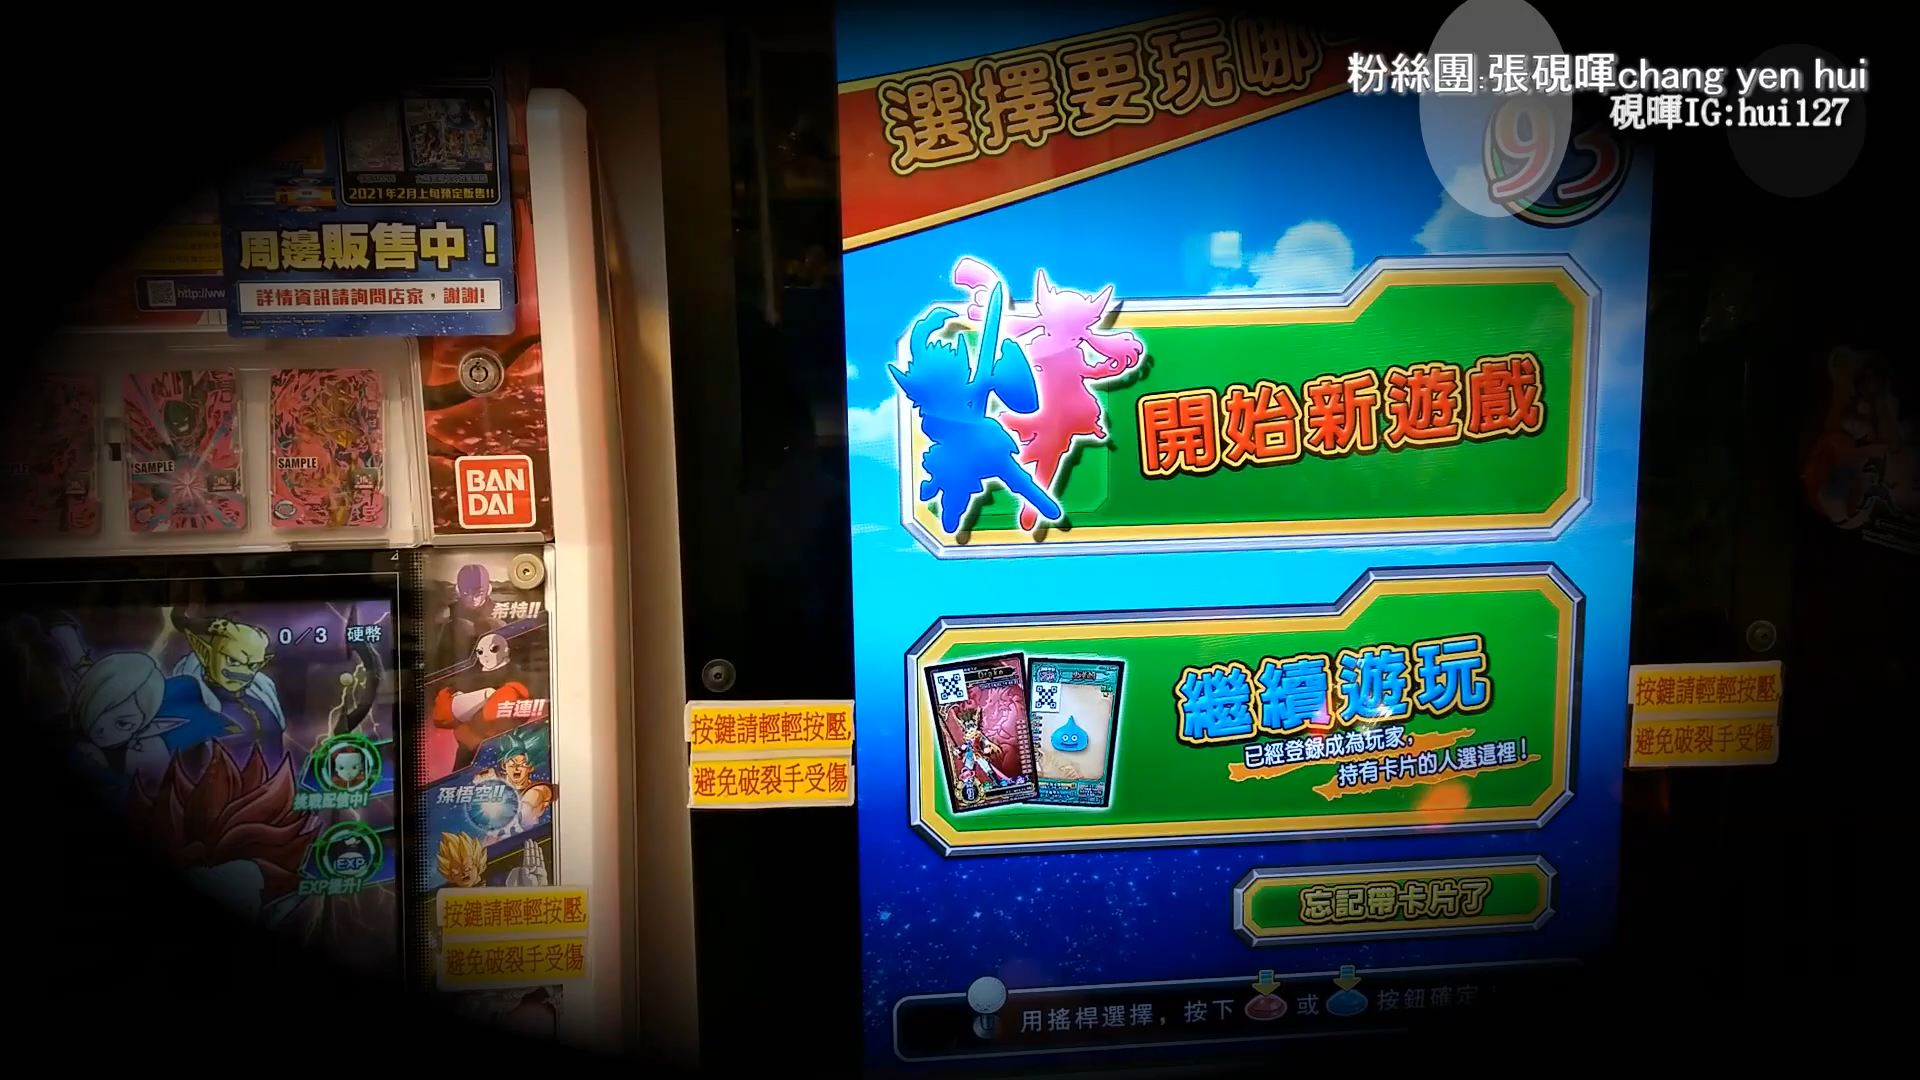 粉絲團:張硯暉chang yen hui
硯暉IG:hui127
選擇要玩哪
93
2021年2月上旬預定販售!!
周邊販售中！
詳情資訊請詢問店家，謝謝!
http://ww
SAMPLE
SAMPLE
BAN
DAI
開始新遊戲
0／3 硬幣
希特!!
吉連!!
孫悟空!!
挑戰配信中!
EXP
EXP提升!
繼續遊玩
已經登錄成為玩家，
持有卡片的人選這裡！
忘記帶卡片了
用搖桿選擇，按下 或 按鈕確定
按鍵請輕輕按壓,
避免破裂手受傷
按鍵請輕輕按壓,
避免破裂手受傷
按鍵請輕輕按壓,
避免破裂手受傷